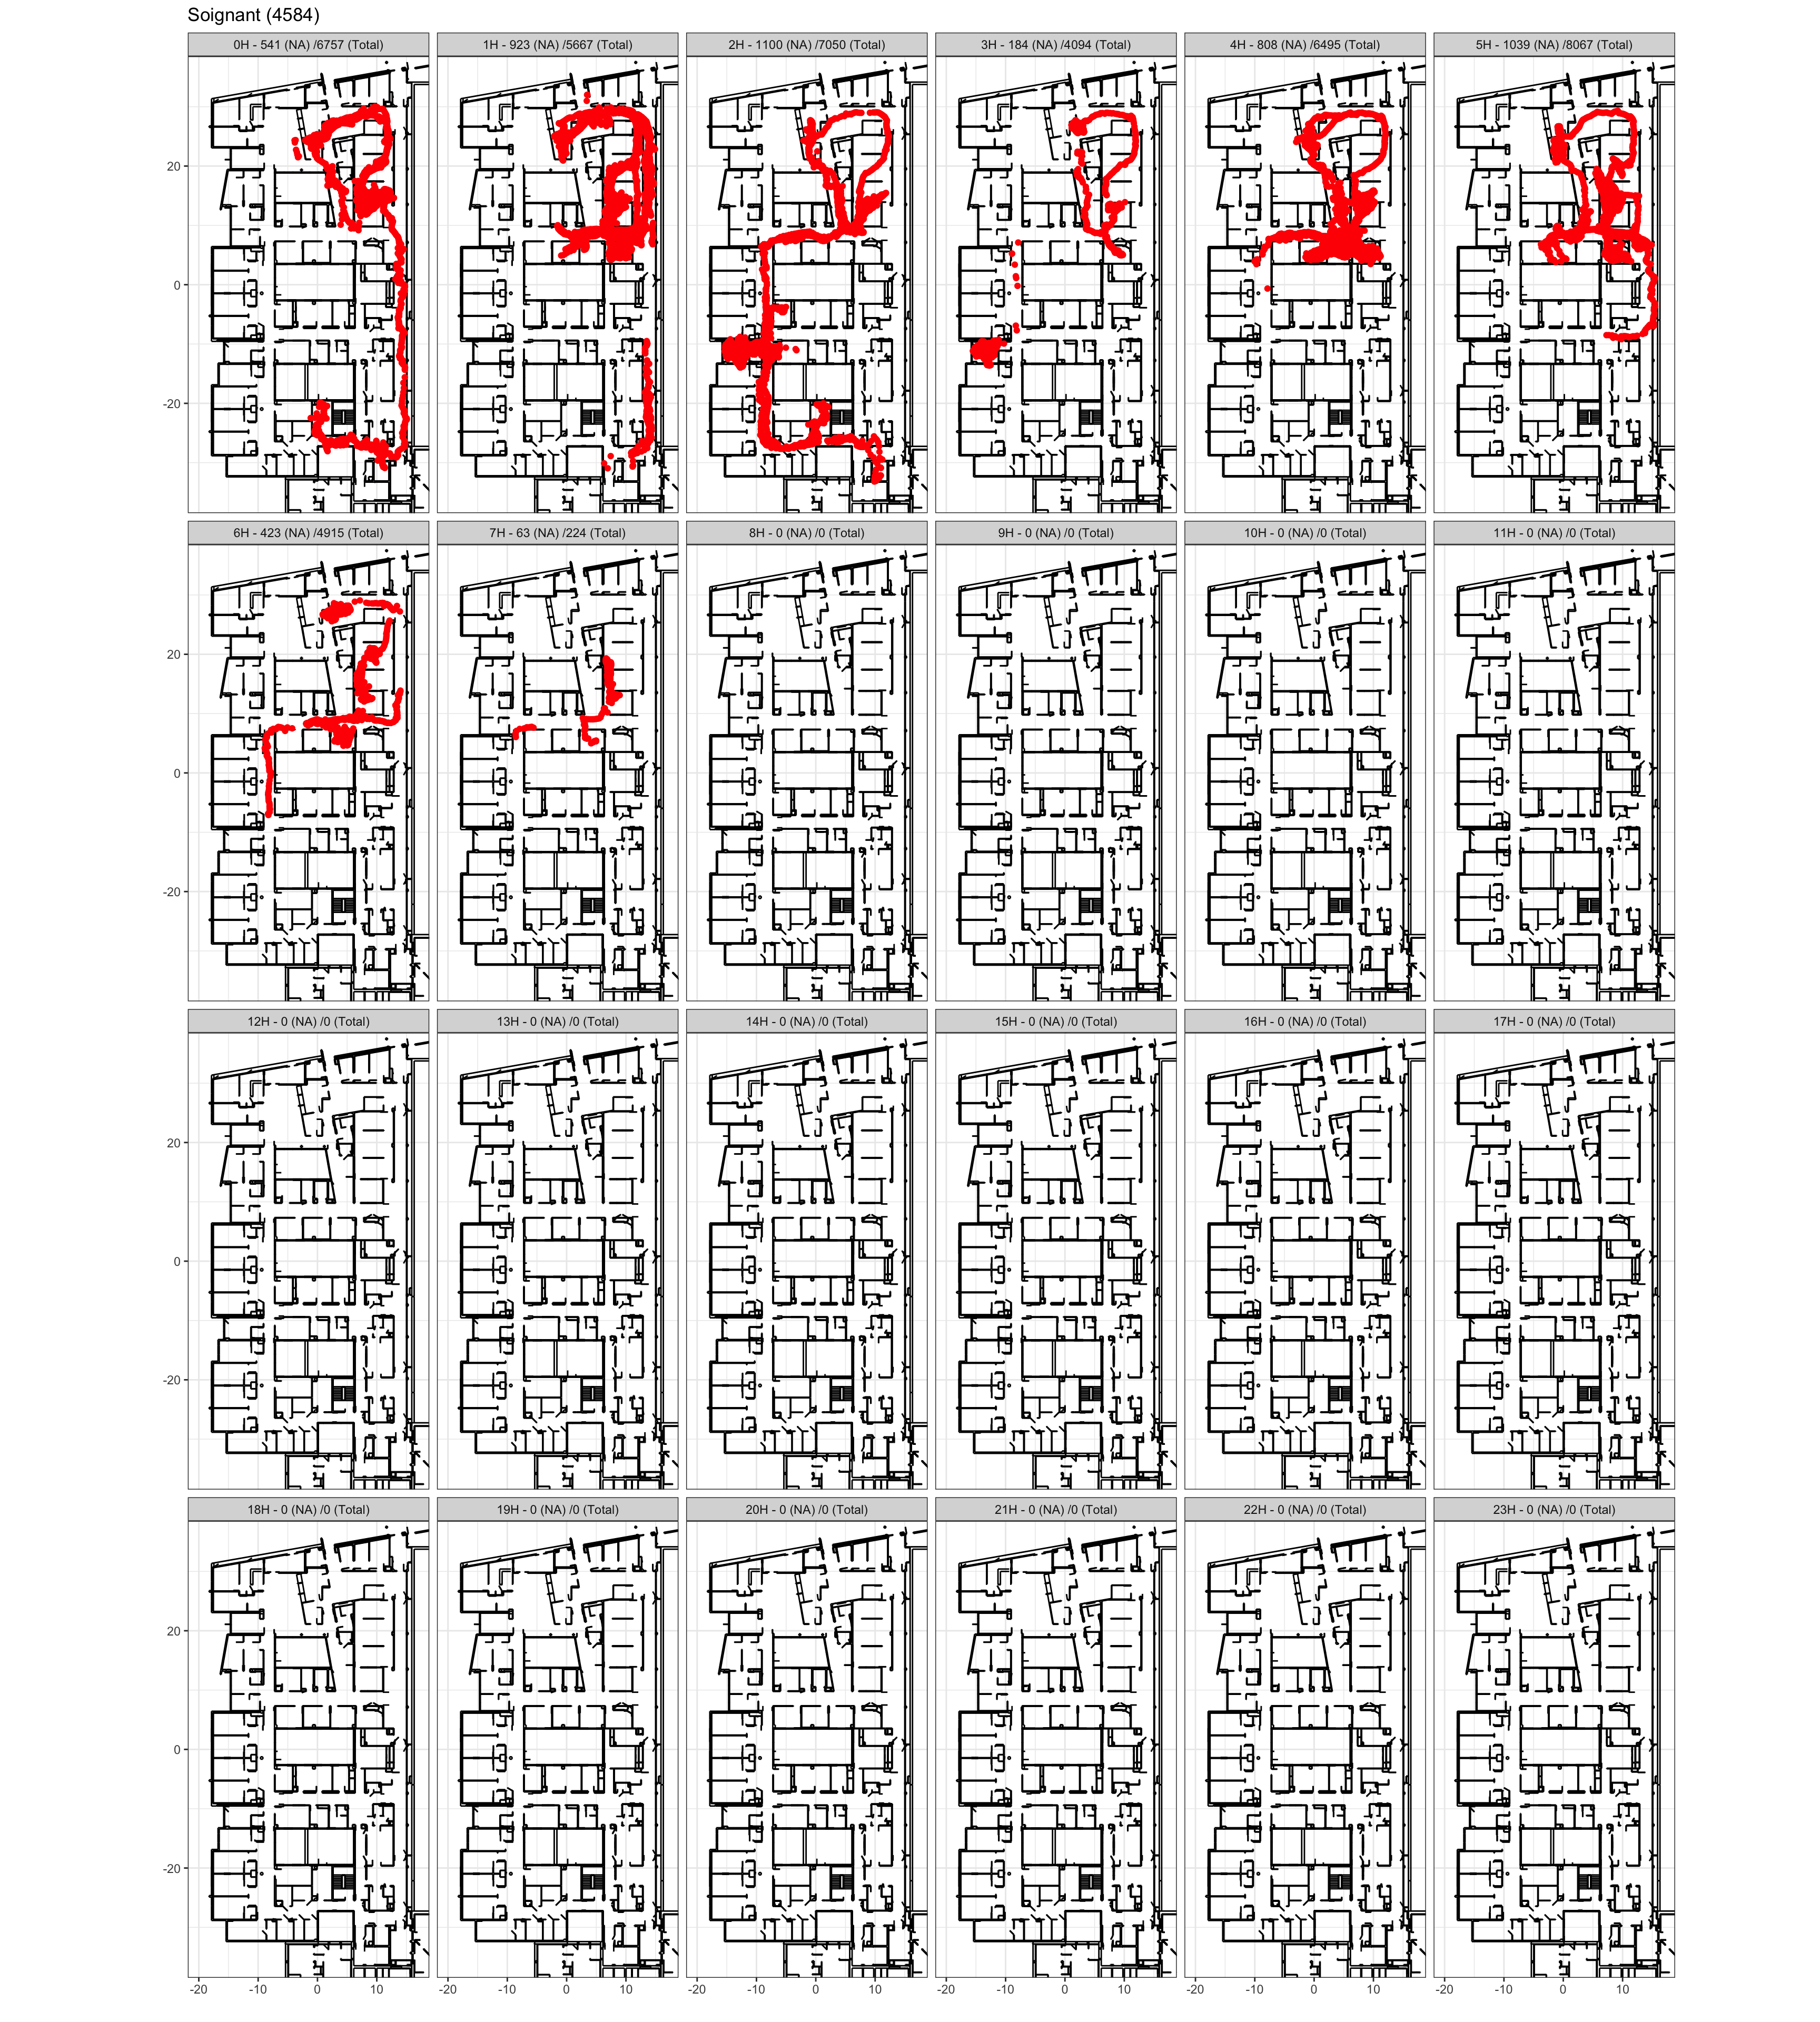 Soignant (4584)
0H - 541 (NA) /6757 (Total) 1H - 923 (NA) /5667 (Total) 2H - 1100 (NA) /7050 (Total) 3H - 184 (NA) /4094 (Total) 4H - 808 (NA) /6495 (Total) 5H - 1039 (NA) /8067 (Total)
20
0
-20
6H - 423 (NA) /4915 (Total) 7H - 63 (NA) /224 (Total) 8H - 0 (NA) /0 (Total) 9H - 0 (NA) /0 (Total) 10H - 0 (NA) /0 (Total) 11H - 0 (NA) /0 (Total)
20
0
-20
12H - 0 (NA) /0 (Total) 13H - 0 (NA) /0 (Total) 14H - 0 (NA) /0 (Total) 15H - 0 (NA) /0 (Total) 16H - 0 (NA) /0 (Total) 17H - 0 (NA) /0 (Total)
20
0
-20
18H - 0 (NA) /0 (Total) 19H - 0 (NA) /0 (Total) 20H - 0 (NA) /0 (Total) 21H - 0 (NA) /0 (Total) 22H - 0 (NA) /0 (Total) 23H - 0 (NA) /0 (Total)
20
0
-20
-20 -10 0 10 -20 -10 0 10 -20 -10 0 10 -20 -10 0 10 -20 -10 0 10 -20 -10 0 10